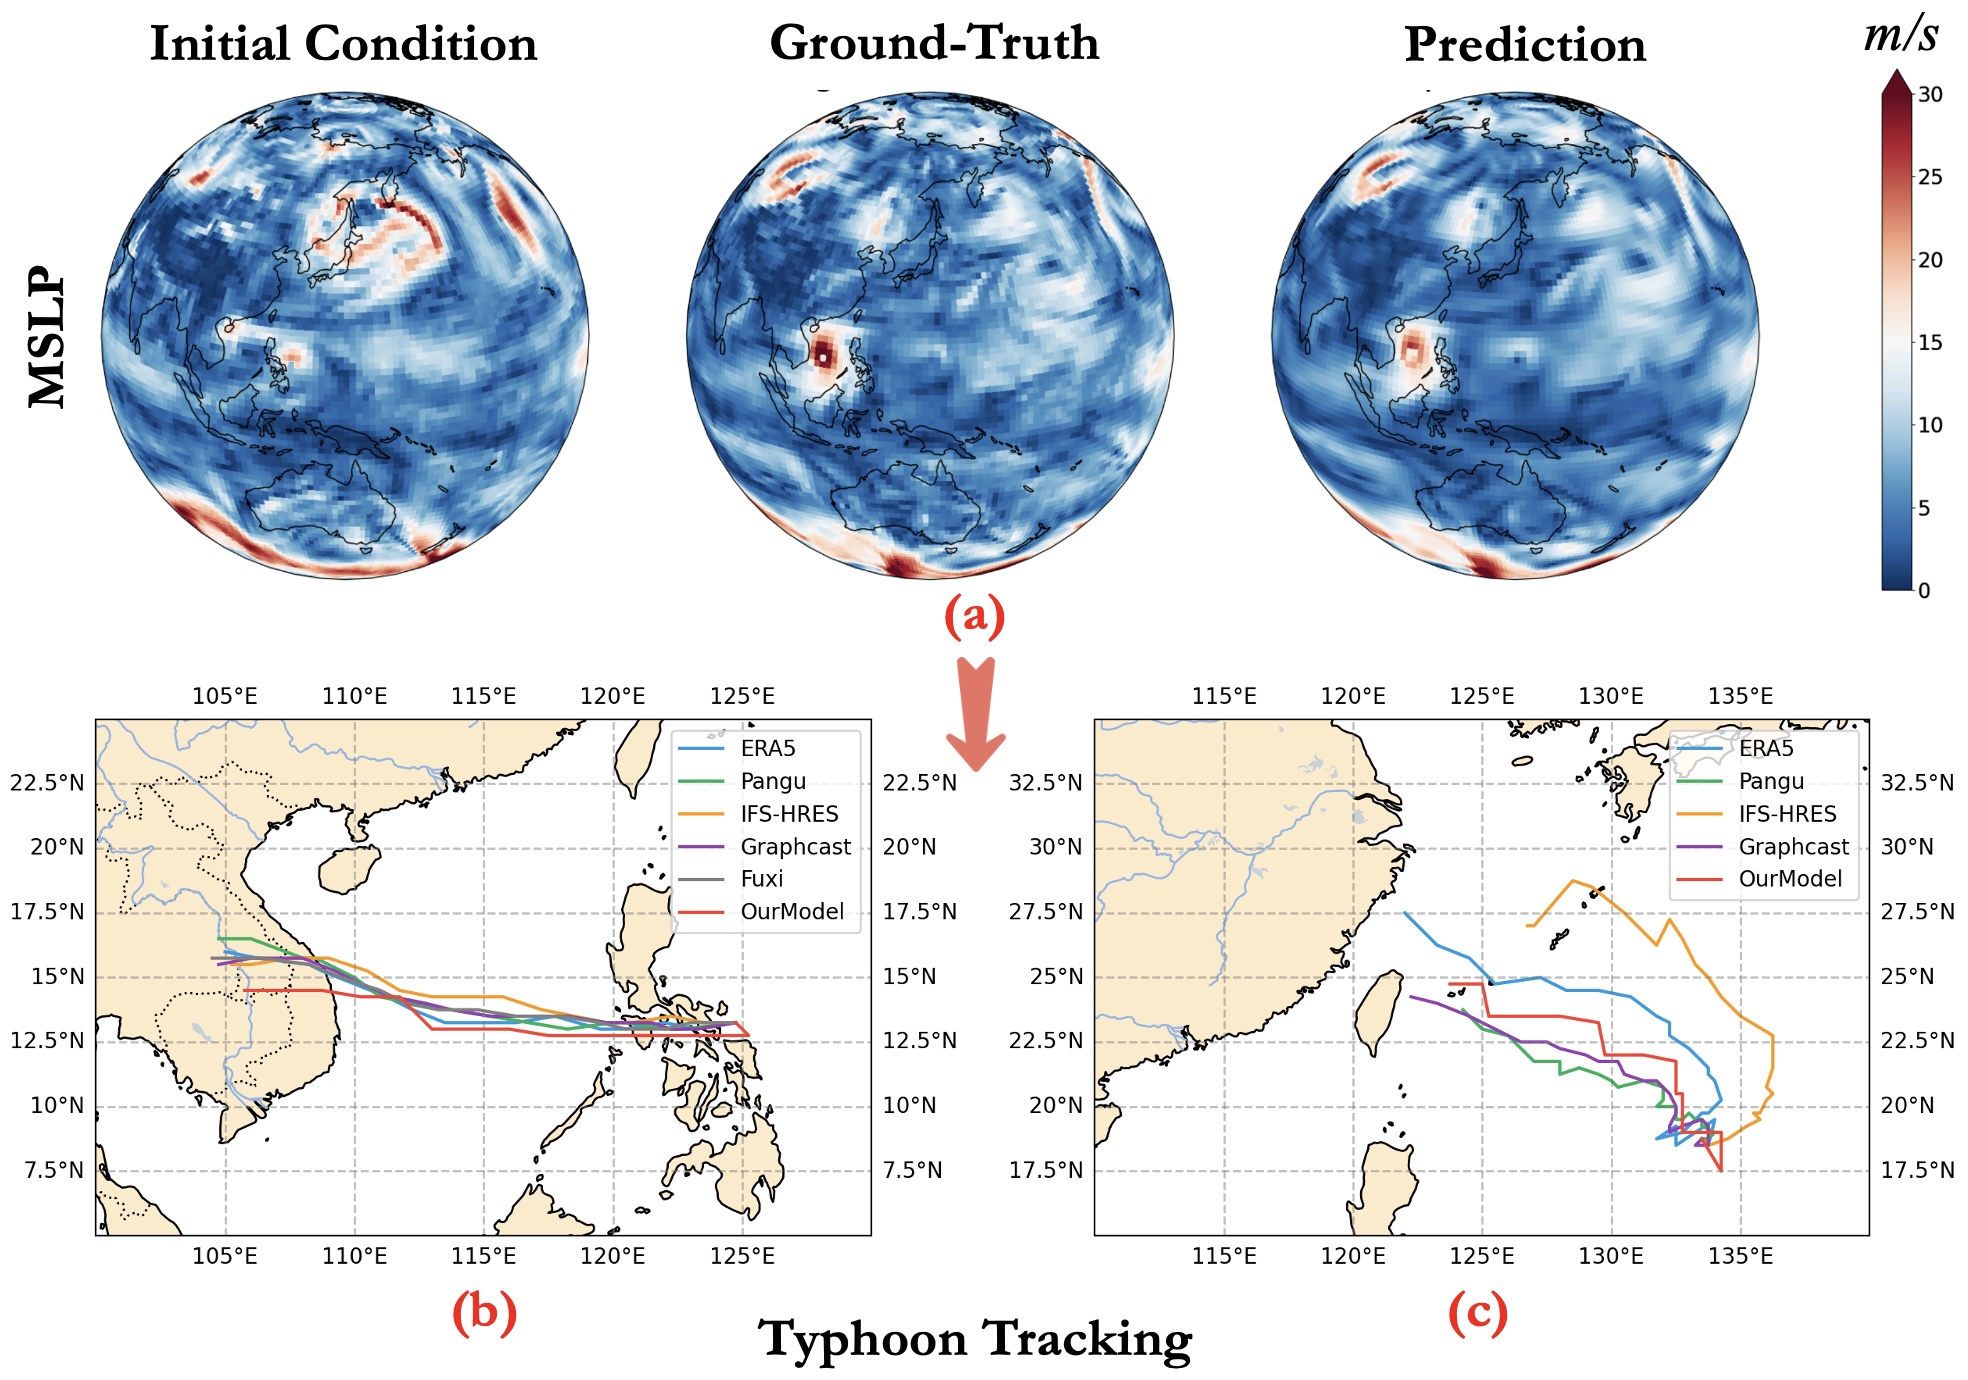 Initial Condition
Ground-Truth
Prediction
m/s
MSLP
30
25
20
15
10
5
0
(a)
105°E 110°E 115°E 120°E 125°E
22.5°N
20°N
17.5°N
15°N
12.5°N
10°N
7.5°N
ERA5
Pangu
IFS-HRES
Graphcast
Fuxi
OurModel
22.5°N
20°N
17.5°N
15°N
12.5°N
10°N
7.5°N
105°E 110°E 115°E 120°E 125°E
(b)
115°E 120°E 125°E 130°E 135°E
32.5°N
30°N
27.5°N
25°N
22.5°N
20°N
17.5°N
ERA5
Pangu
IFS-HRES
Graphcast
OurModel
32.5°N
30°N
27.5°N
25°N
22.5°N
20°N
17.5°N
115°E 120°E 125°E 130°E 135°E
(c)
Typhoon Tracking